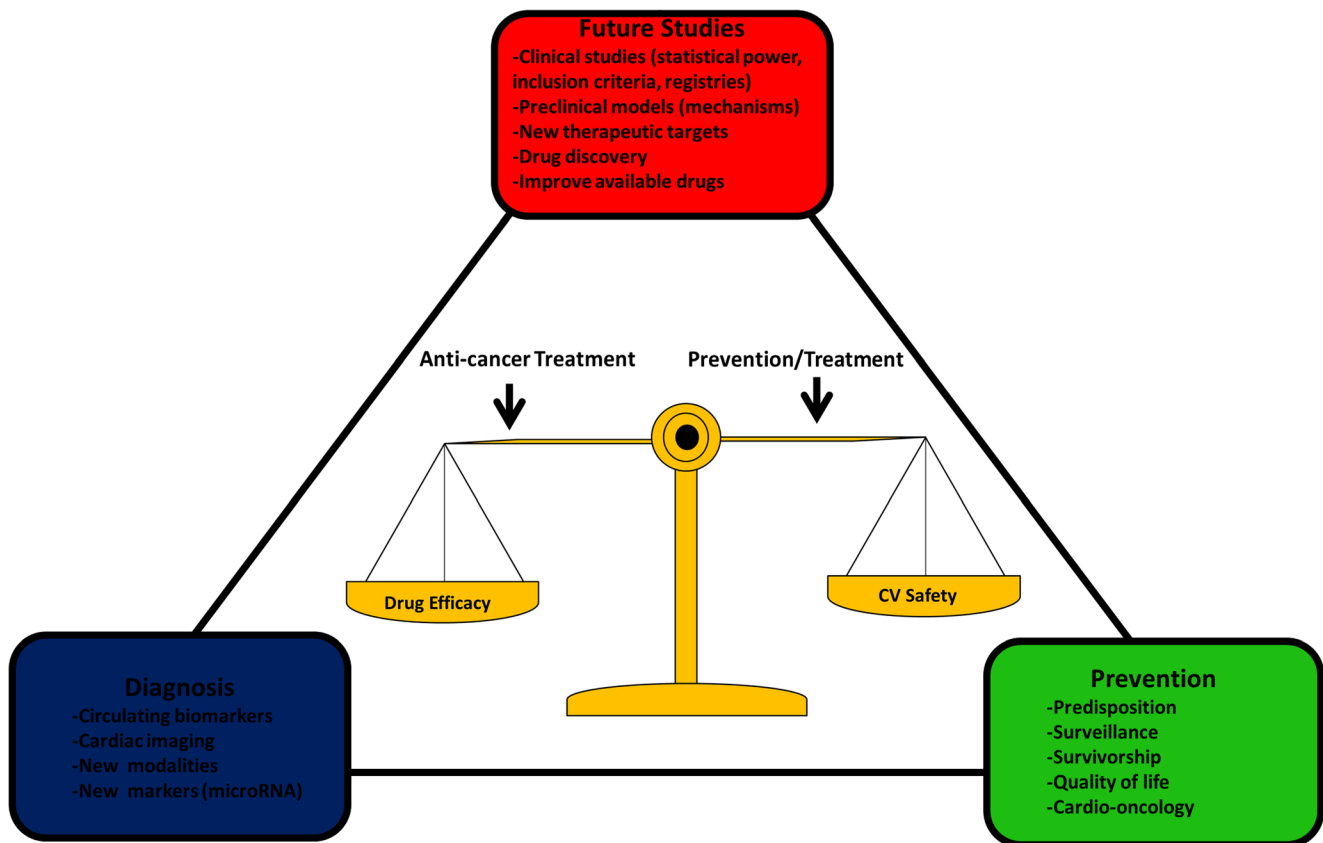 Future Studies
-Clinical studies (statistical power,
inclusion criteria, registries)
-Preclinical models (mechanisms)
-New therapeutic targets
-Drug discovery
-Improve available drugs
Anti-cancer Treatment
Prevention/Treatment
Drug Efficacy
CV Safety
Diagnosis
-Circulating biomarkers
-Cardiac imaging
-New modalities
-New markers (microRNA)
Prevention
-Predisposition
-Surveillance
-Survivorship
-Quality of life
-Cardio-oncology